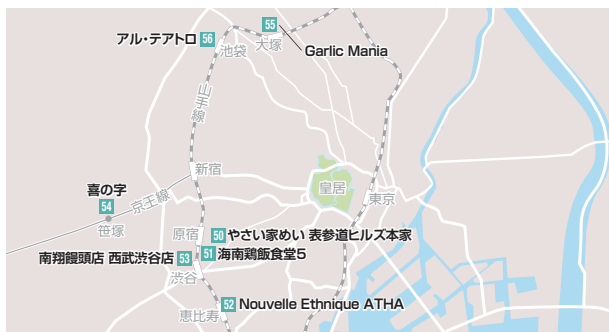 55
アル・テアトロ 56
Garlic Mania
池袋
大塚
山手線
新宿
喜の字
54
京王線
笹塚
皇居
東京
原宿
50 やさい家めい 表参道ヒルズ本家
51 海南鶏飯食堂5
南翔饅頭店 西武渋谷店 53
渋谷
52 Nouvelle Ethnique ATHA
恵比寿